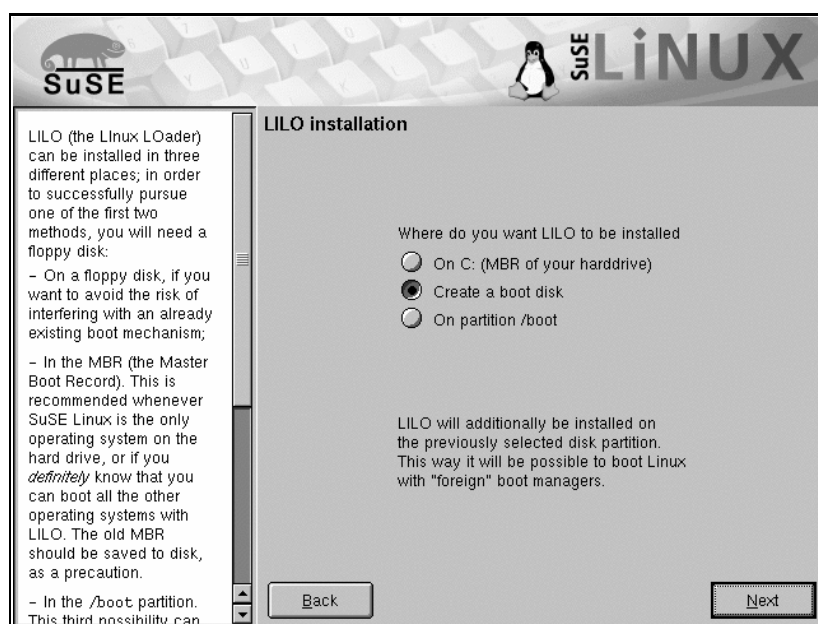 SuSE
SuSE LiNUX
LILO (the LInux LOader)
can be installed in three
different places; in order
to successfully pursue
one of the first two
methods, you will need a
floppy disk:
– On a floppy disk, if you
want to avoid the risk of
interfering with an already
existing boot mechanism;
– In the MBR (the Master
Boot Record). This is
recommended whenever
SuSE Linux is the only
operating system on the
hard drive, or if you
definitely know that you
can boot all the other
operating systems with
LILO. The old MBR
should be saved to disk,
as a precaution.
– In the /boot partition.
This third possibility can
LILO installation
Where do you want LILO to be installed
On C: (MBR of your harddrive)
Create a boot disk
On partition /boot
LILO will additionally be installed on
the previously selected disk partition.
This way it will be possible to boot Linux
with "foreign" boot managers.
Back
Next